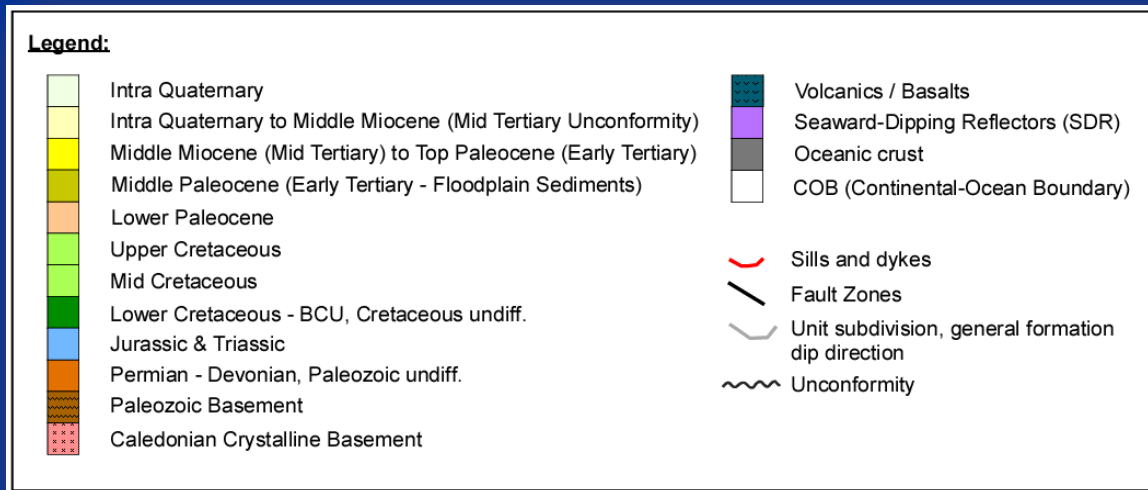 Legend:
Intra Quaternary
Intra Quaternary to Middle Miocene (Mid Tertiary Unconformity)
Middle Miocene (Mid Tertiary) to Top Paleocene (Early Tertiary)
Middle Paleocene (Early Tertiary - Floodplain Sediments)
Lower Paleocene
Upper Cretaceous
Mid Cretaceous
Lower Cretaceous - BCU, Cretaceous undiff.
Jurassic & Triassic
Permian - Devonian, Paleozoic undiff.
Paleozoic Basement
Caledonian Crystalline Basement
Volcanics / Basalts
Seaward-Dipping Reflectors (SDR)
Oceanic crust
COB (Continental-Ocean Boundary)
Sills and dykes
Fault Zones
Unit subdivision, general formation
dip direction
Unconformity